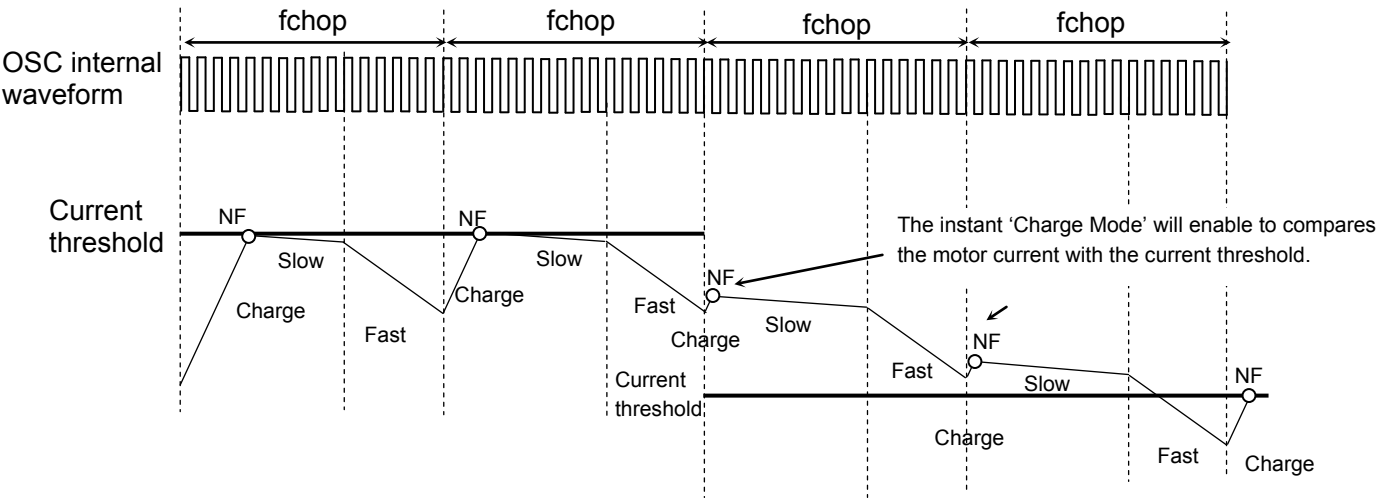 fchop
fchop
fchop
fchop
OSC internal
waveform
Current
threshold
NF
NF
The instant ‘Charge Mode’ will enable to compares
the motor current with the current threshold.
Slow
Slow
NF
Charge
Charge
Fast
Slow
Fast
Charge
NF
Fast
Slow
NF
Current
threshold
Charge
Fast
Charge